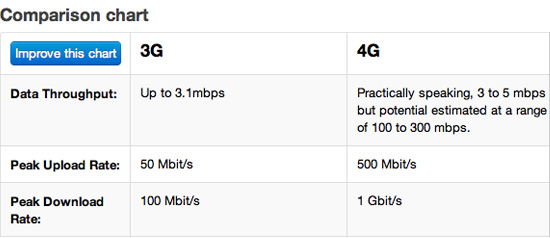 Comparison chart
Improve this chart 3G 4G
Data Throughput: Up to 3.1mbps Practically speaking, 3 to 5 mbps
but potential estimated at a range
of 100 to 300 mbps.
Peak Upload Rate: 50 Mbit/s 500 Mbit/s
Peak Download 100 Mbit/s 1 Gbit/s
Rate: